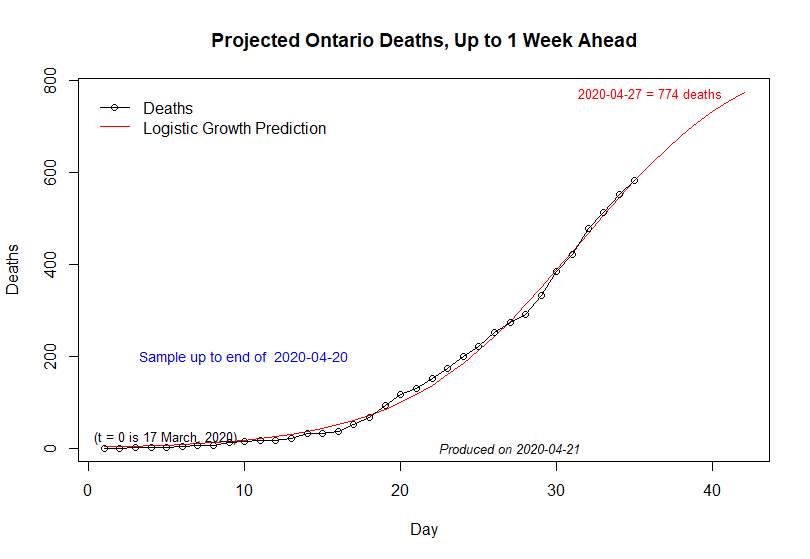 Projected Ontario Deaths, Up to 1 Week Ahead
2020-04-27 = 774 deaths
Deaths
Logistic Growth Prediction
Sample up to end of  2020-04-20
(t = 0 is 17 March, 2020)
Produced on 2020-04-21
Deaths
0
200
400
600
800
0
10
20
30
40
Day